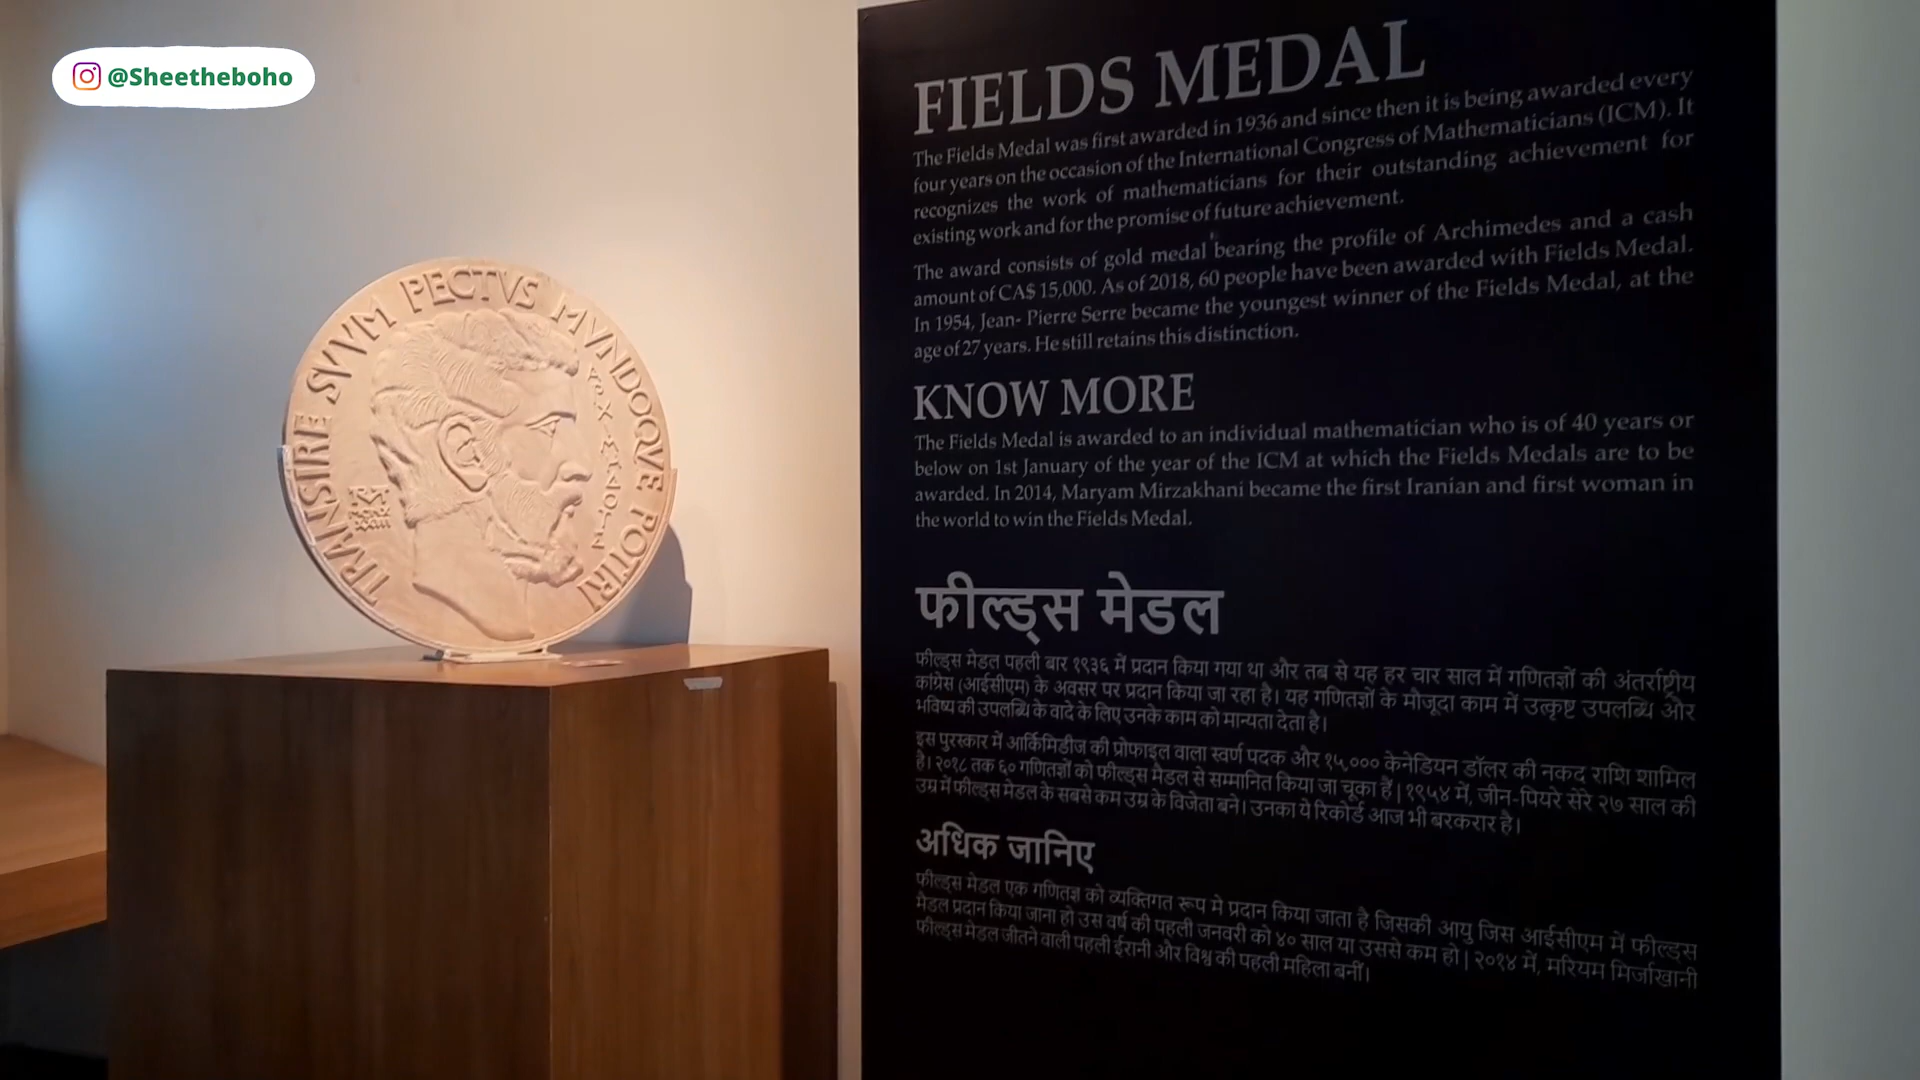 @Sheetheboho
TRANSIRE SVVM PECTVS MVNDOQVE POTIRI
RTM
MCNX
XXIII
FIELDS MEDAL
The Fields Medal was first awarded in 1936 and since then it is being awarded every
four years on the occasion of the International Congress of Mathematicians (ICM). It
recognizes the work of mathematicians for their outstanding achievement for
existing work and for the promise of future achievement.
The award consists of gold medal bearing the profile of Archimedes and a cash
amount of CA$ 15,000. As of 2018, 60 people have been awarded with Fields Medal.
In 1954, Jean- Pierre Serre became the youngest winner of the Fields Medal, at the
age of 27 years. He still retains this distinction.
KNOW MORE
The Fields Medal is awarded to an individual mathematician who is of 40 years or
below on 1st January of the year of the ICM at which the Fields Medals are to be
awarded. In 2014, Maryam Mirzakhani became the first Iranian and first woman in
the world to win the Fields Medal.
फील्ड्स मेडल
फील्ड्स मेडल पहली बार १९३६ में प्रदान किया गया था और तब से यह हर चार साल में गणितज्ञों की अंतर्राष्ट्रीय
कांग्रेस (आईसीएम) के अवसर पर प्रदान किया जा रहा है। यह गणितज्ञों के मौजूदा काम में उत्कृष्ट उपलब्धि और
भविष्य की उपलब्धि के वादे के लिए उनके काम को मान्यता देता है।
इस पुरस्कार में आर्किमिडीज की प्रोफाइल वाला स्वर्ण पदक और १५,००० केनेडियन डॉलर की नकद राशि शामिल
है। २०१८ तक ६० गणितज्ञों को फील्ड्स मैडल से सम्मानित किया जा चूका हैं | १९५४ में, जीन-पियरे सेरे २७ साल की
उम्र में फील्ड्स मेडल के सबसे कम उम्र के विजेता बने। उनका ये रिकोर्ड आज भी बरकरार है।
अधिक जानिए
फील्ड्स मेडल एक गणितज्ञ को व्यक्तिगत रूप मे प्रदान किया जाता है जिसकी आयु जिस आईसीएम में फील्ड्स
मैडल प्रदान किया जाना हो उस वर्ष की पहली जनवरी को ४० साल या उससे कम हो | २०१४ में, मरियम मिर्जाखानी
फील्ड्स मेडल जीतने वाली पहली ईरानी और विश्व की पहली महिला बनीं।